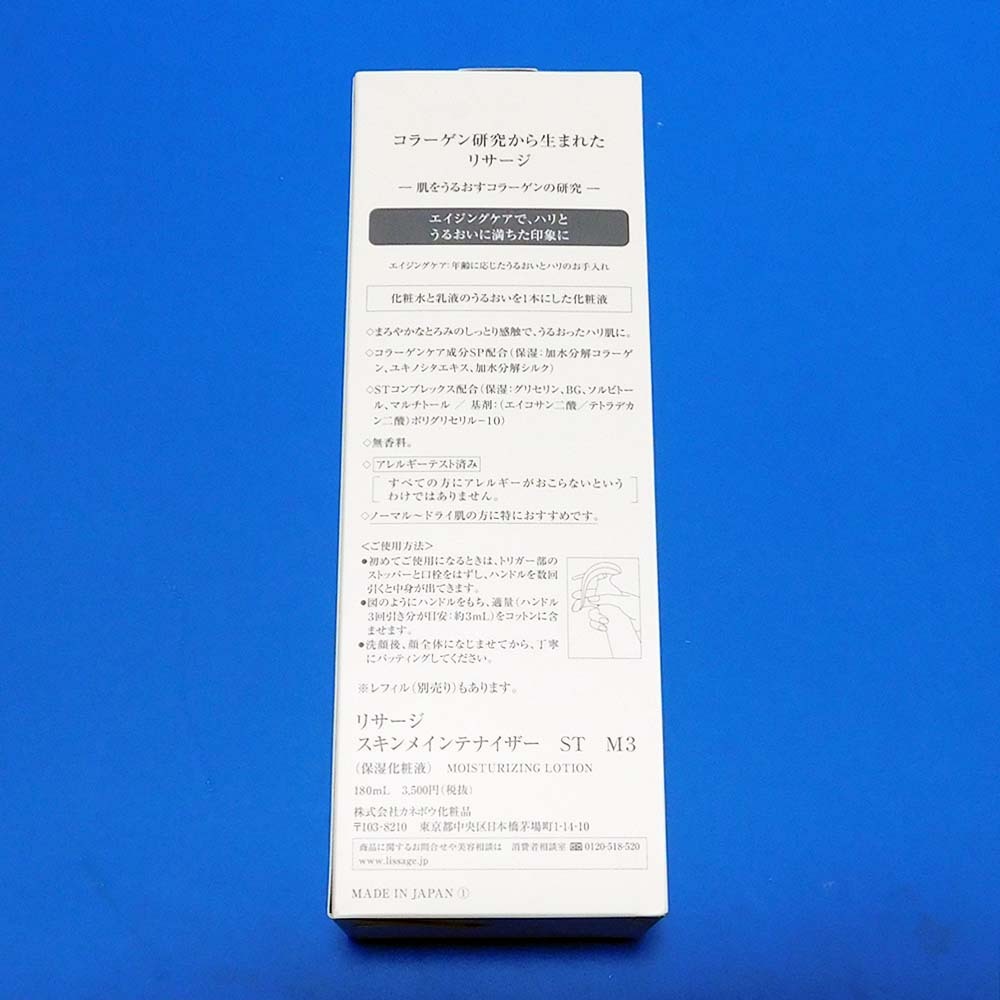 コラーゲン研究から生まれた
リサージ
― 肌をうるおすコラーゲンの研究 ―
エイジングケアで、ハリと
うるおいに満ちた印象に
エイジングケア:年齢に応じたうるおいとハリのお手入れ
化粧水と乳液のうるおいを1本にした化粧液
◇まろやかなとろみのしっとり感触で、うるおったハリ肌に。
◇コラーゲンケア成分SP配合(保湿:加水分解コラーゲ
ン、ユキノシタエキス、加水分解シルク)
◇STコンプレックス配合(保湿:グリセリン、BG、ソルビトー
ル、マルチトール / 基剤:(エイコサン二酸/テトラデカ
ン二酸)ポリグリセリル-10)
◇無香料。
◇アレルギーテスト済み
[すべての方にアレルギーがおこらないという
わけではありません。]
◇ノーマル〜ドライ肌の方に特におすすめです。
<ご使用方法>
●初めてご使用になるときは、トリガー部の
ストッパーと口栓をはずし、ハンドルを数回
引くと中身が出てきます。
●図のようにハンドルをもち、適量(ハンドル
3回引き分が目安:約3mL)をコットンに含
ませます。
●洗顔後、顔全体になじませてから、丁寧
にパッティングしてください。
※レフィル(別売り)もあります。
リサージ
スキンメインテナイザー ST M3
(保湿化粧液) MOISTURIZING LOTION
180mL 3,500円(税抜)
株式会社カネボウ化粧品
〒103-8210 東京都中央区日本橋茅場町1-14-10
商品に関するお問合せや美容相談は 消費者相談室 0120-518-520
www.lissage.jp
MADE IN JAPAN ①